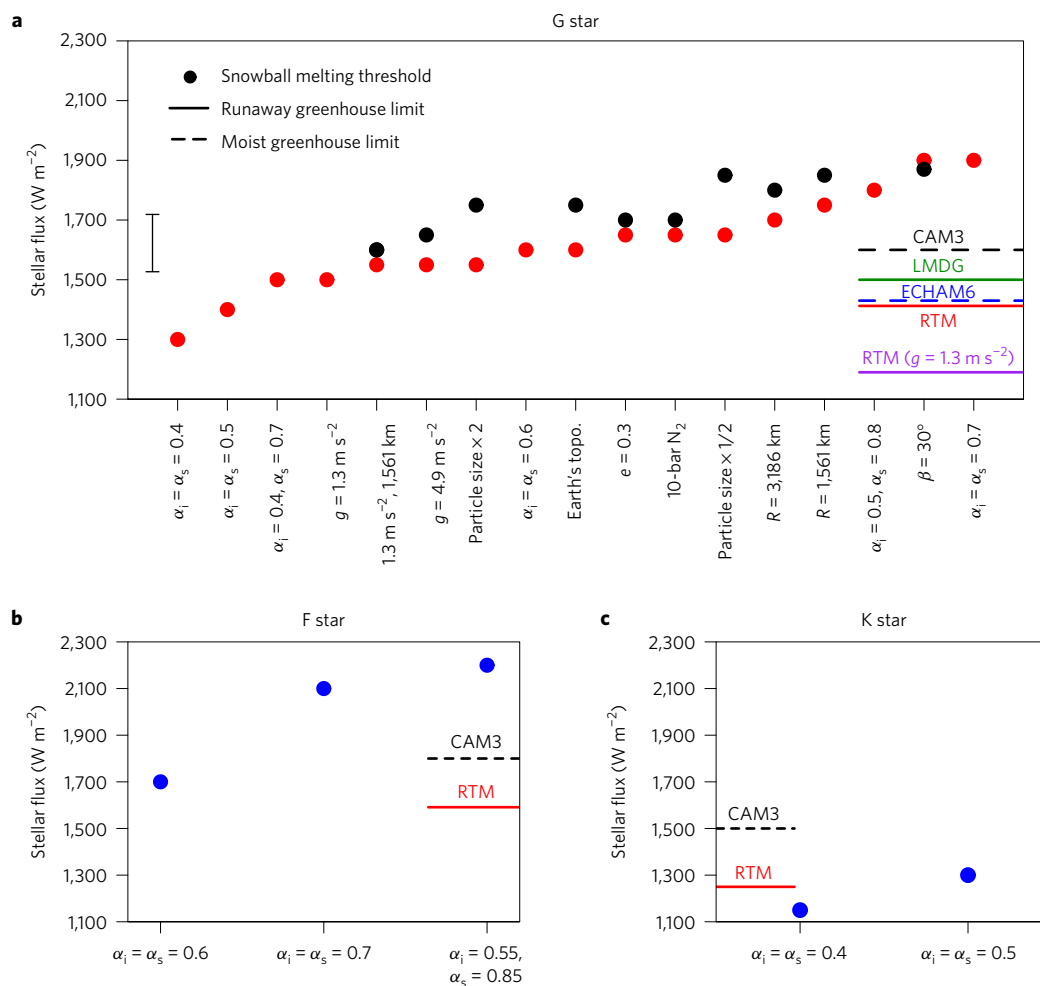 a
G star
2,300
2,100
1,900
1,700
1,500
1,300
1,100
Stellar flux (W m⁻²)
Snowball melting threshold
Runaway greenhouse limit
Moist greenhouse limit
CAM3
LMDG
ECHAM6
RTM
RTM (g = 1.3 m s⁻²)
αᵢ = αₛ = 0.4
αᵢ = αₛ = 0.5
αᵢ = 0.4, αₛ = 0.7
g = 1.3 m s⁻²
1.3 m s⁻², 1,561 km
g = 4.9 m s⁻²
Particle size × 2
αᵢ = αₛ = 0.6
Earth's topo.
e = 0.3
10-bar N₂
Particle size × 1/2
R = 3,186 km
R = 1,561 km
αᵢ = 0.5, αₛ = 0.8
β = 30°
αᵢ = αₛ = 0.7
b
F star
2,300
2,100
1,900
1,700
1,500
1,300
1,100
Stellar flux (W m⁻²)
CAM3
RTM
αᵢ = αₛ = 0.6
αᵢ = αₛ = 0.7
αᵢ = 0.55,
αₛ = 0.85
c
K star
2,300
2,100
1,900
1,700
1,500
1,300
1,100
Stellar flux (W m⁻²)
CAM3
RTM
αᵢ = αₛ = 0.4
αᵢ = αₛ = 0.5